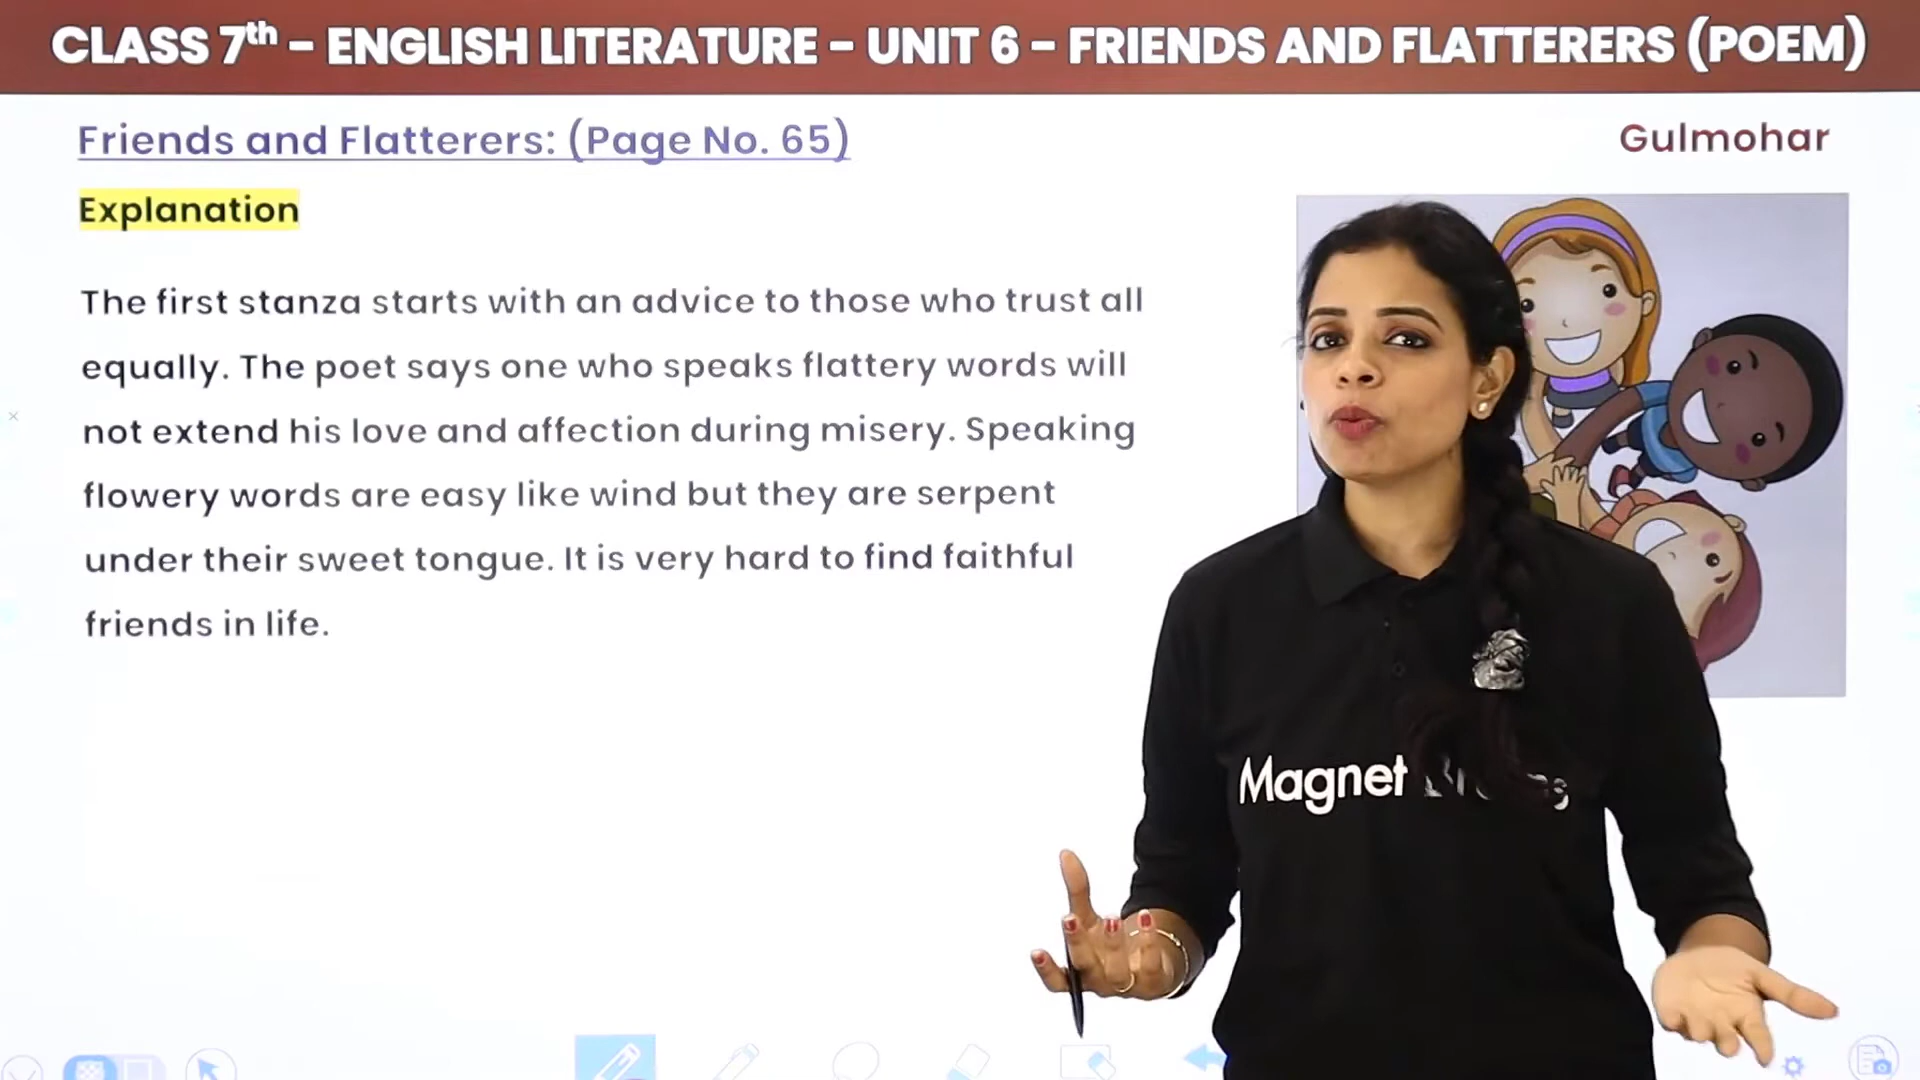 CLASS 7th – ENGLISH LITERATURE – UNIT 6 – FRIENDS AND FLATTERERS (POEM)
Friends and Flatterers: (Page No. 65)
Gulmohar
Explanation
The first stanza starts with an advice to those who trust all
equally. The poet says one who speaks flattery words will
not extend his love and affection during misery. Speaking
flowery words are easy like wind but they are serpent
under their sweet tongue. It is very hard to find faithful
friends in life.
Magnet